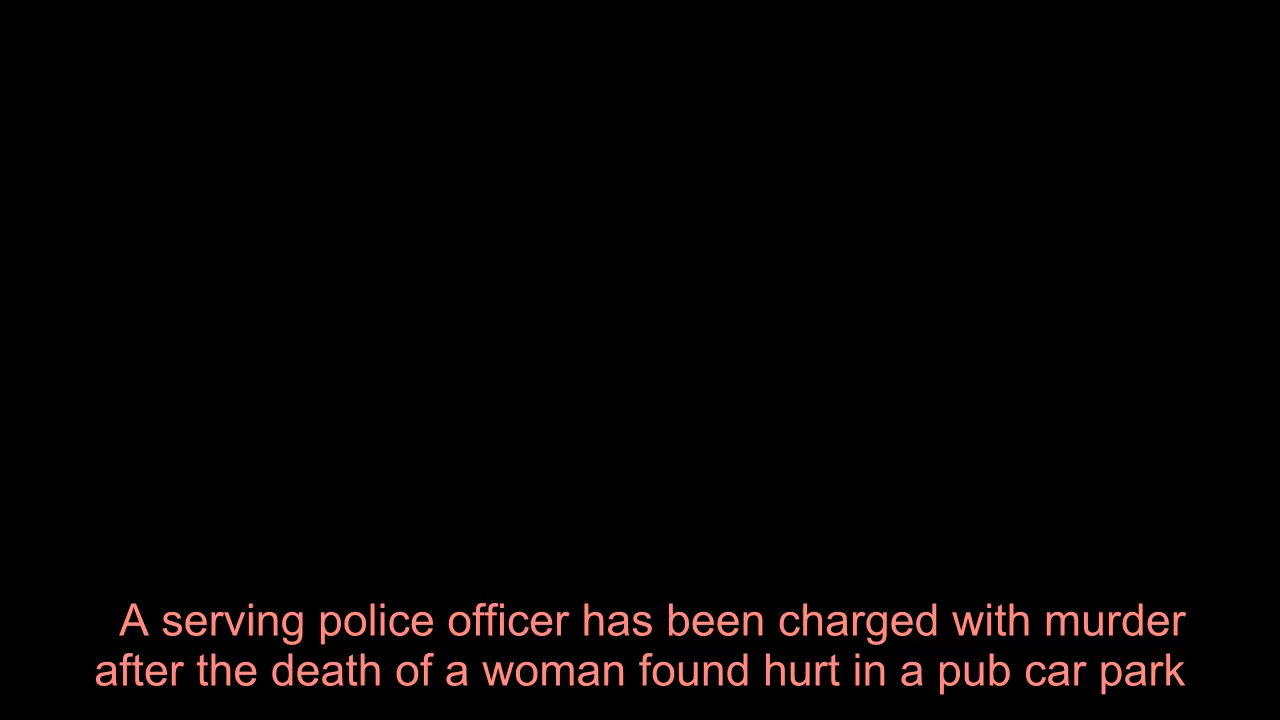 A serving police officer has been charged with murder
after the death of a woman found hurt in a pub car park